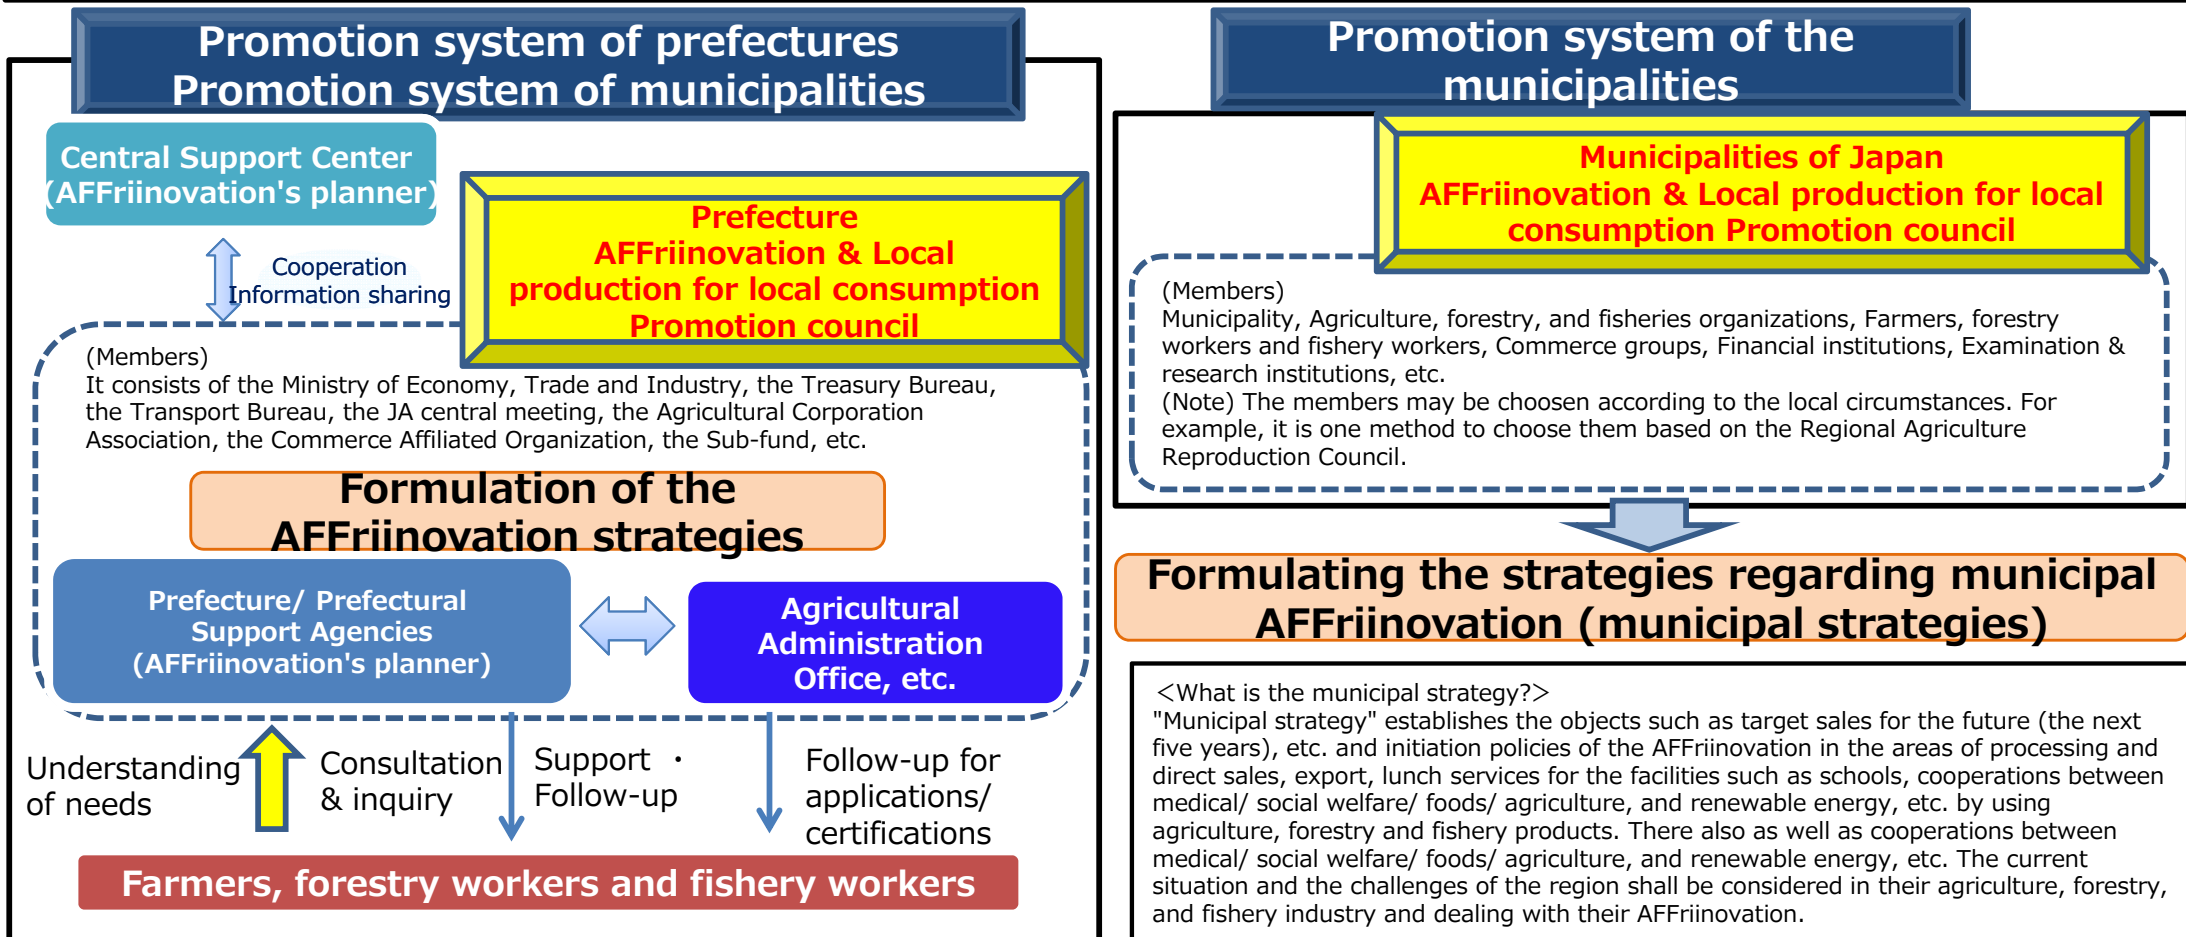 Promotion system of prefectures
Promotion system of municipalities
Central Support Center
(AFFriinovation's planner)
Cooperation
Information sharing
Prefecture
AFFriinovation & Local
production for local consumption
Promotion council
(Members)
It consists of the Ministry of Economy, Trade and Industry, the Treasury Bureau,
the Transport Bureau, the JA central meeting, the Agricultural Corporation
Association, the Commerce Affiliated Organization, the Sub-fund, etc.
Formulation of the
AFFriinovation strategies
Prefecture/ Prefectural
Support Agencies
(AFFriinovation's planner)
Agricultural
Administration
Office, etc.
Understanding
of needs
Consultation
& inquiry
Support ・
Follow-up
Follow-up for
applications/
certifications
Farmers, forestry workers and fishery workers
Promotion system of the
municipalities
Municipalities of Japan
AFFriinovation & Local production for local
consumption Promotion council
(Members)
Municipality, Agriculture, forestry, and fisheries organizations, Farmers, forestry
workers and fishery workers, Commerce groups, Financial institutions, Examination &
research institutions, etc.
(Note) The members may be choosen according to the local circumstances. For
example, it is one method to choose them based on the Regional Agriculture
Reproduction Council.
Formulating the strategies regarding municipal
AFFriinovation (municipal strategies)
＜What is the municipal strategy?＞
"Municipal strategy" establishes the objects such as target sales for the future (the next
five years), etc. and initiation policies of the AFFriinovation in the areas of processing and
direct sales, export, lunch services for the facilities such as schools, cooperations between
medical/ social welfare/ foods/ agriculture, and renewable energy, etc. by using
agriculture, forestry and fishery products. There also as well as cooperations between
medical/ social welfare/ foods/ agriculture, and renewable energy, etc. The current
situation and the challenges of the region shall be considered in their agriculture, forestry,
and fishery industry and dealing with their AFFriinovation.